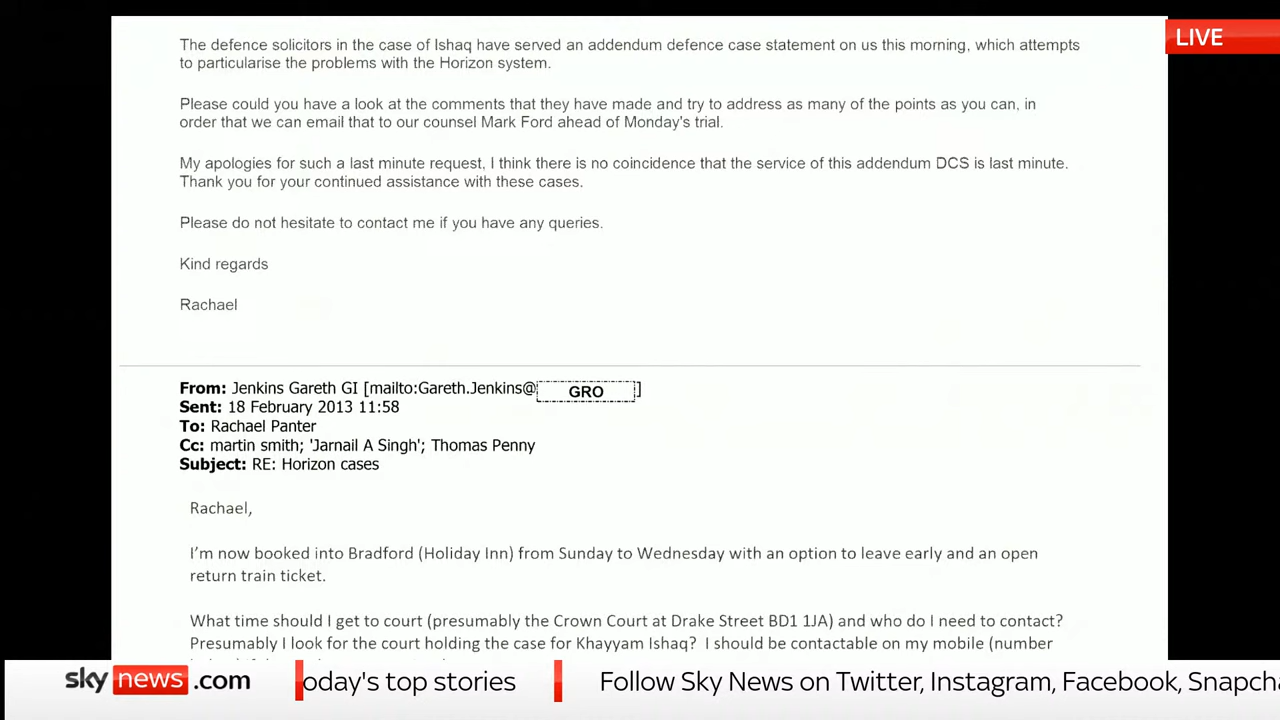 LIVE
The defence solicitors in the case of Ishaq have served an addendum defence case statement on us this morning, which attempts
to particularise the problems with the Horizon system.
Please could you have a look at the comments that they have made and try to address as many of the points as you can, in
order that we can email that to our counsel Mark Ford ahead of Monday's trial.
My apologies for such a last minute request, I think there is no coincidence that the service of this addendum DCS is last minute.
Thank you for your continued assistance with these cases.
Please do not hesitate to contact me if you have any queries.
Kind regards
Rachael
From: Jenkins Gareth GI [mailto:Gareth.Jenkins@ GRO ]
Sent: 18 February 2013 11:58
To: Rachael Panter
Cc: martin smith; 'Jarnail A Singh'; Thomas Penny
Subject: RE: Horizon cases
Rachael,
I'm now booked into Bradford (Holiday Inn) from Sunday to Wednesday with an option to leave early and an open
return train ticket.
What time should I get to court (presumably the Crown Court at Drake Street BD1 1JA) and who do I need to contact?
Presumably I look for the court holding the case for Khayyam Ishaq? I should be contactable on my mobile (number
sky news.com oday's top stories Follow Sky News on Twitter, Instagram, Facebook, Snapcha